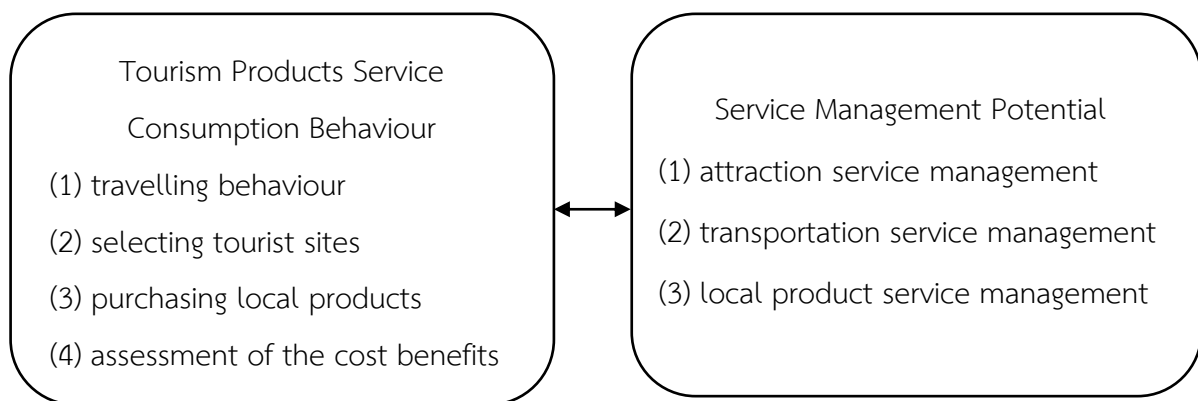 Tourism Products Service
Consumption Behaviour
(1) travelling behaviour
(2) selecting tourist sites
(3) purchasing local products
(4) assessment of the cost benefits
Service Management Potential
(1) attraction service management
(2) transportation service management
(3) local product service management